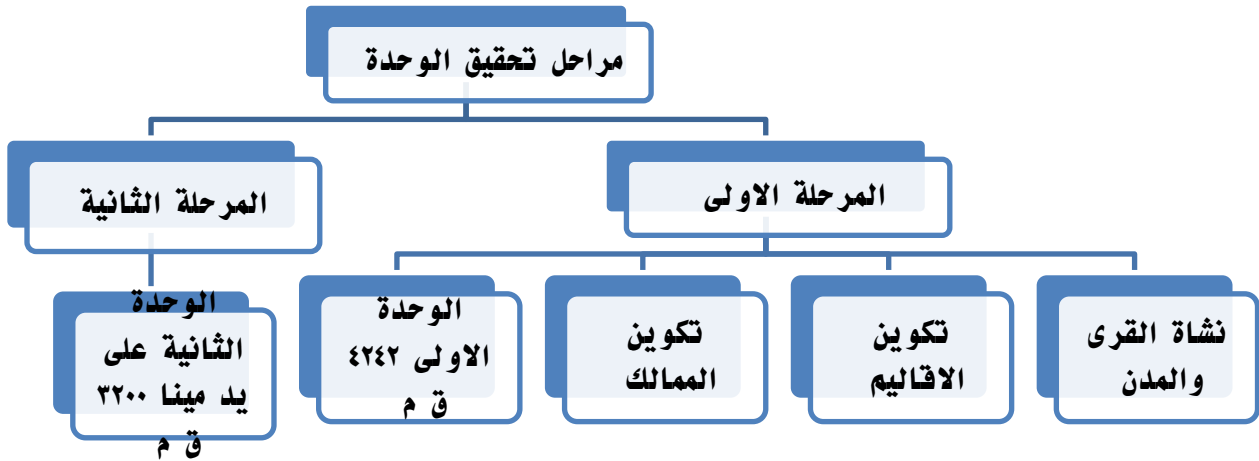 مراحل تحقيق الوحدة
المرحلة الاولى
المرحلة الثانية
نشاة القرى
والمدن
تكوين
الاقاليم
تكوين
الممالك
الوحدة
الاولى ٤٢٤٢
ق م
الوحدة
الثانية على
يد مينا ٣٢٠٠
ق م